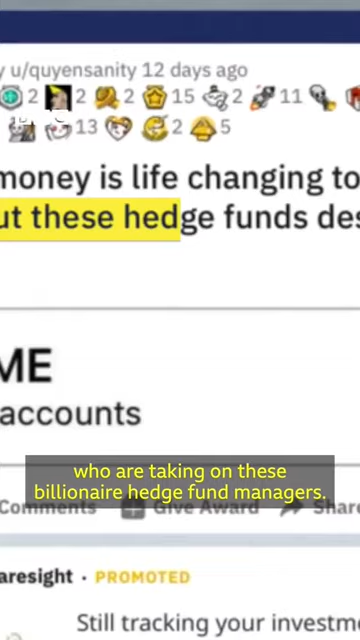 u/quyensanity 12 days ago
2 2 2 15 2 11
13 2 5
money is life changing to
ut these hedge funds des
ME
accounts
who are taking on these
billionaire hedge fund managers.
Comments Give Award Share
aresight · PROMOTED
Still tracking your investme